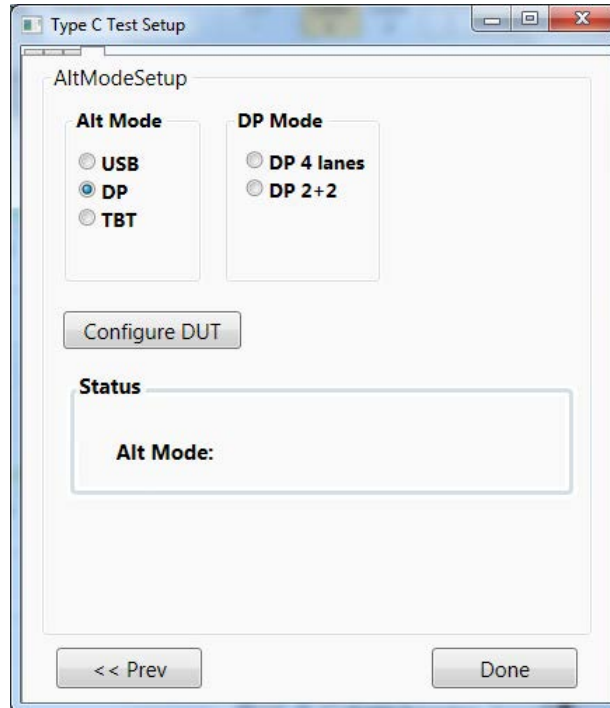 Type C Test Setup
AltModeSetup
Alt Mode
USB
DP
TBT
DP Mode
DP 4 lanes
DP 2+2
Configure DUT
Status
Alt Mode:
<< Prev
Done